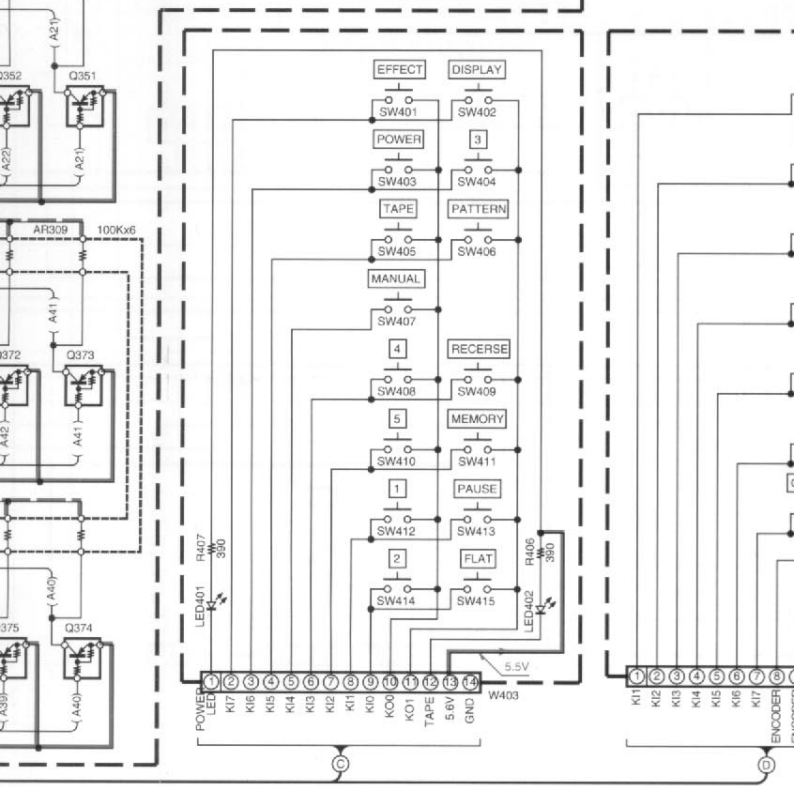 A21
Q352
Q351
A22
A21
AR309
100Kx6
A41
Q372
Q373
A42
A41
A40
Q375
Q374
A39
A40
EFFECT
DISPLAY
SW401
SW402
POWER
3
SW403
SW404
TAPE
PATTERN
SW405
SW406
MANUAL
SW407
4
RECERSE
SW408
SW409
5
MEMORY
SW410
SW411
1
PAUSE
SW412
SW413
2
FLAT
SW414
SW415
R407
390
LED401
R406
390
LED402
5.5V
1 2 3 4 5 6 7 8 9 10 11 12 13 14
W403
POWER LED
KI7
KI6
KI5
KI4
KI3
KI2
KI1
KI0
KO0
KO1
TAPE
5.6V
GND
C
1 2 3 4 5 6 7 8
KI1
KI2
KI3
KI4
KI5
KI6
KI7
ENCODER
D